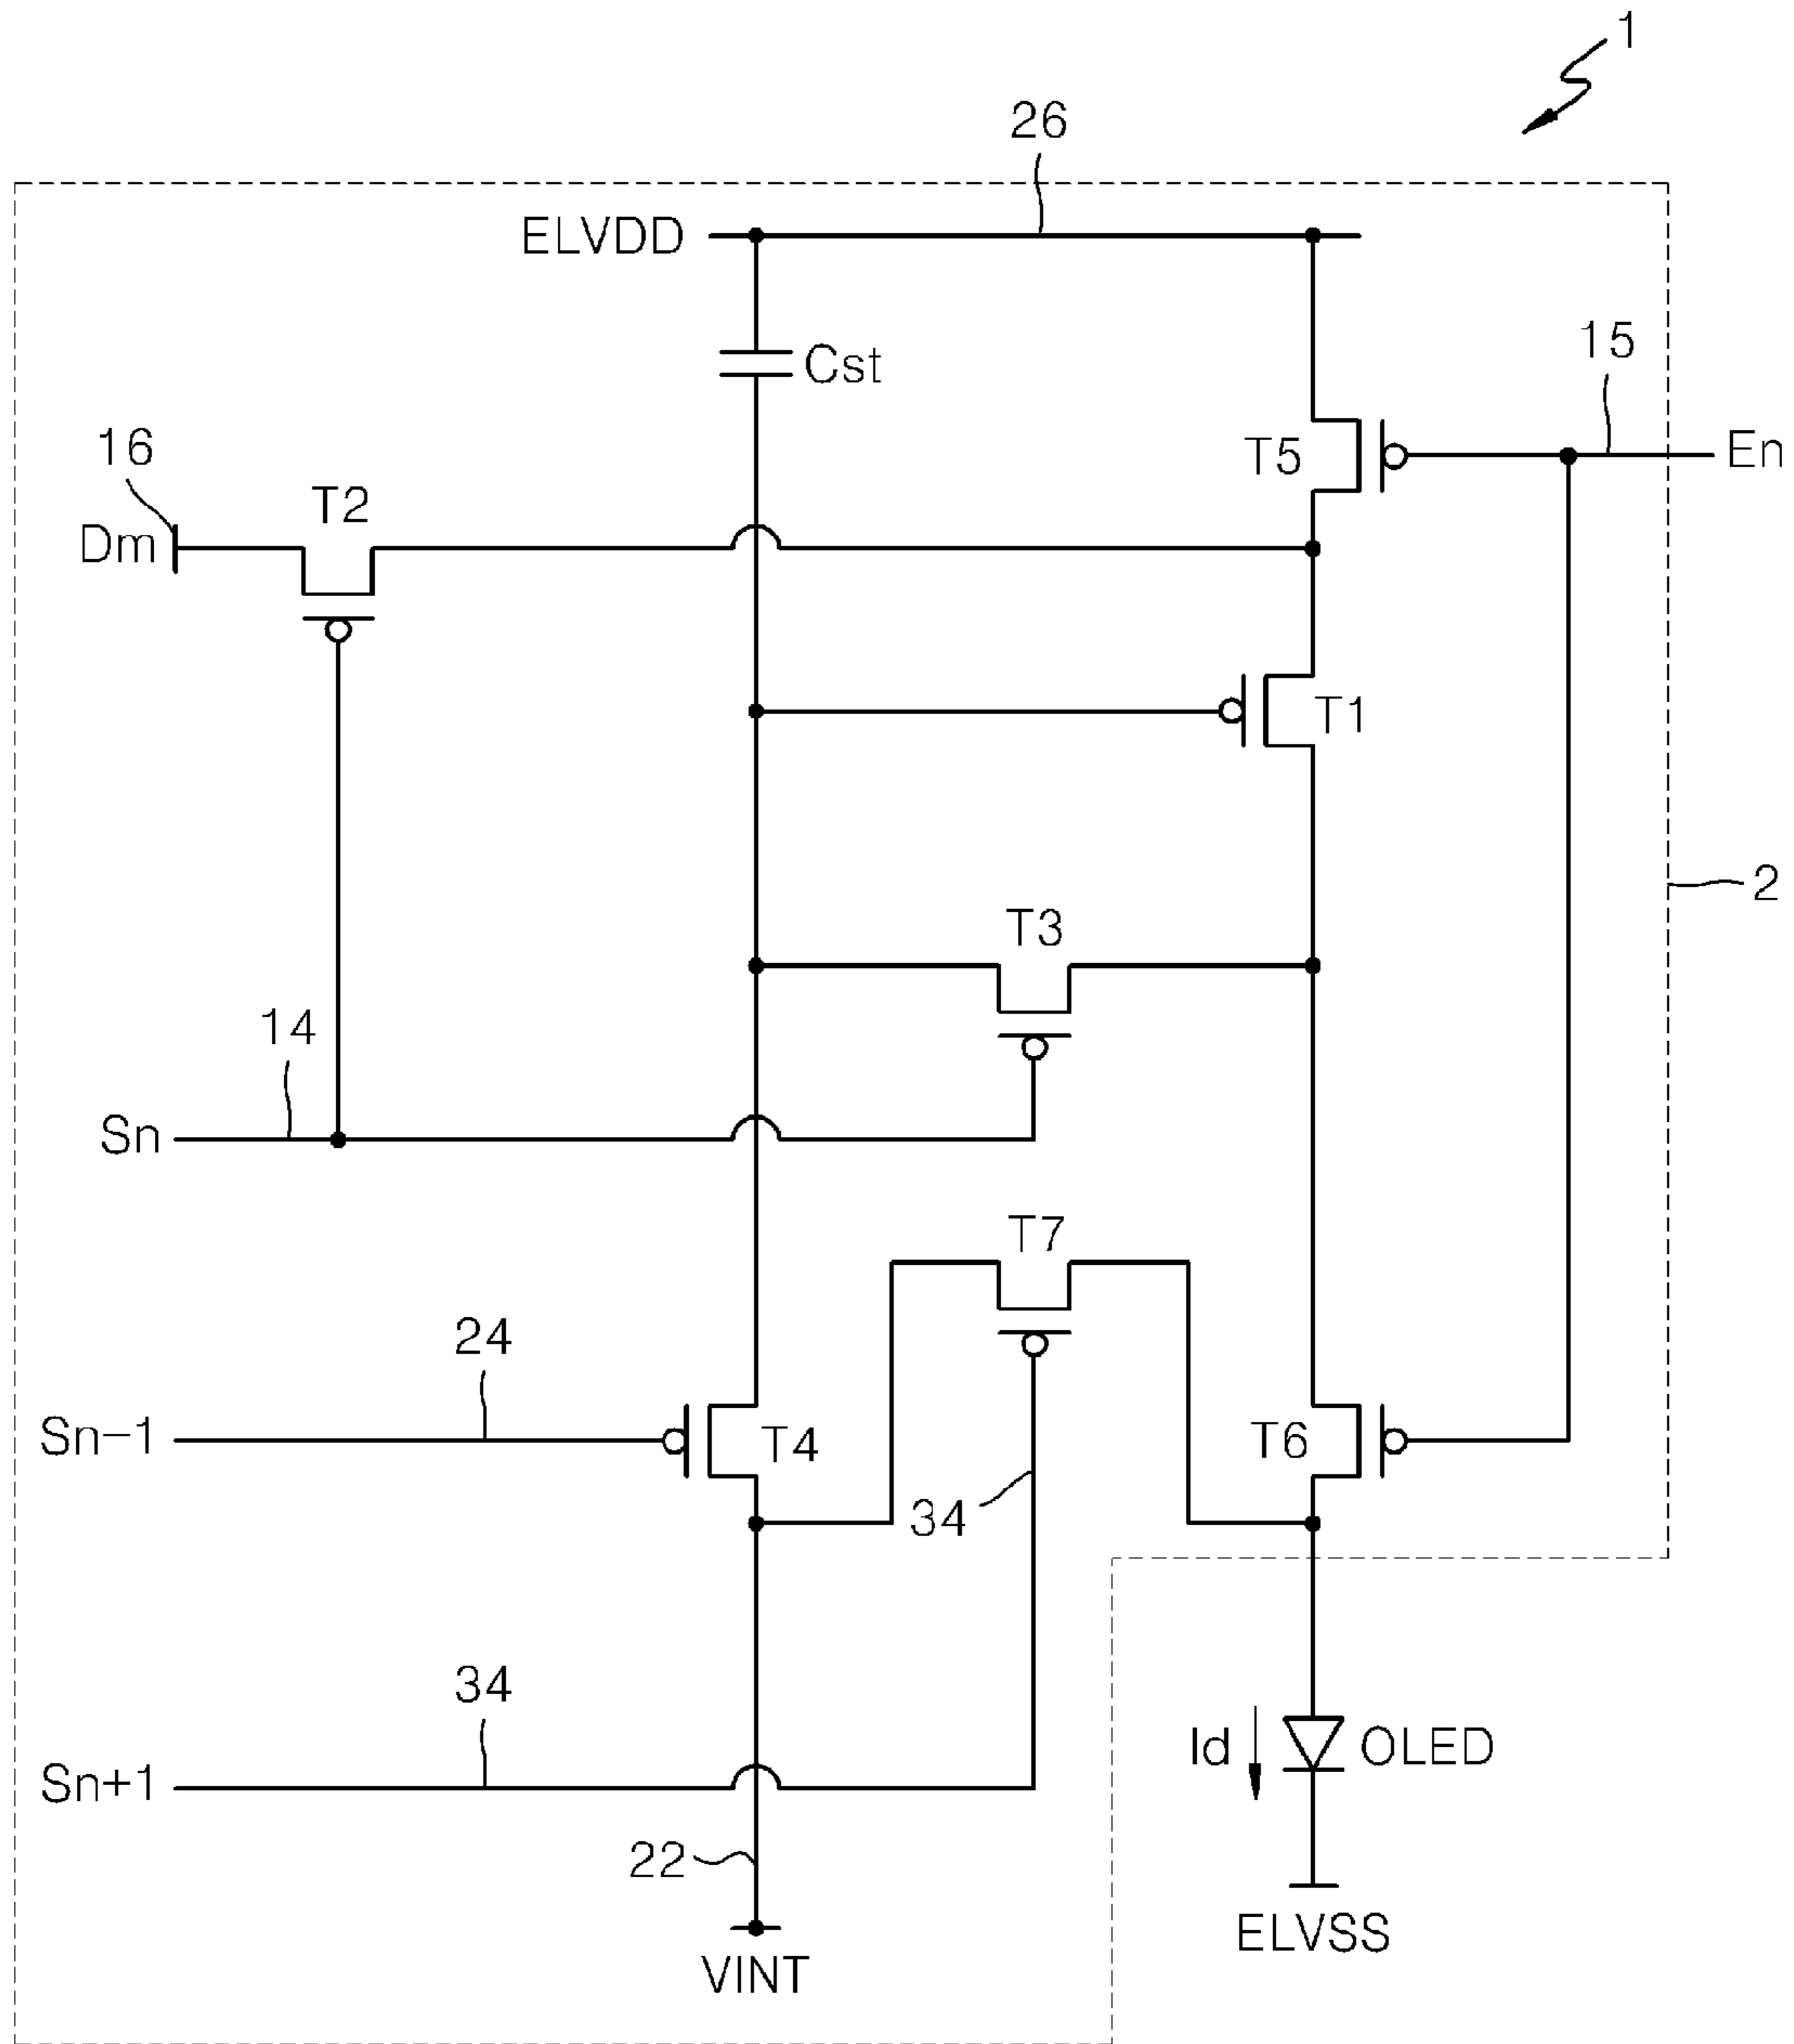 1
26
ELVDD
Cst
15
T5
En
16
T2
Dm
T1
2
T3
14
Sn
T7
24
Sn-1
T4
T6
34
34
Sn+1
Id
OLED
22
ELVSS
VINT